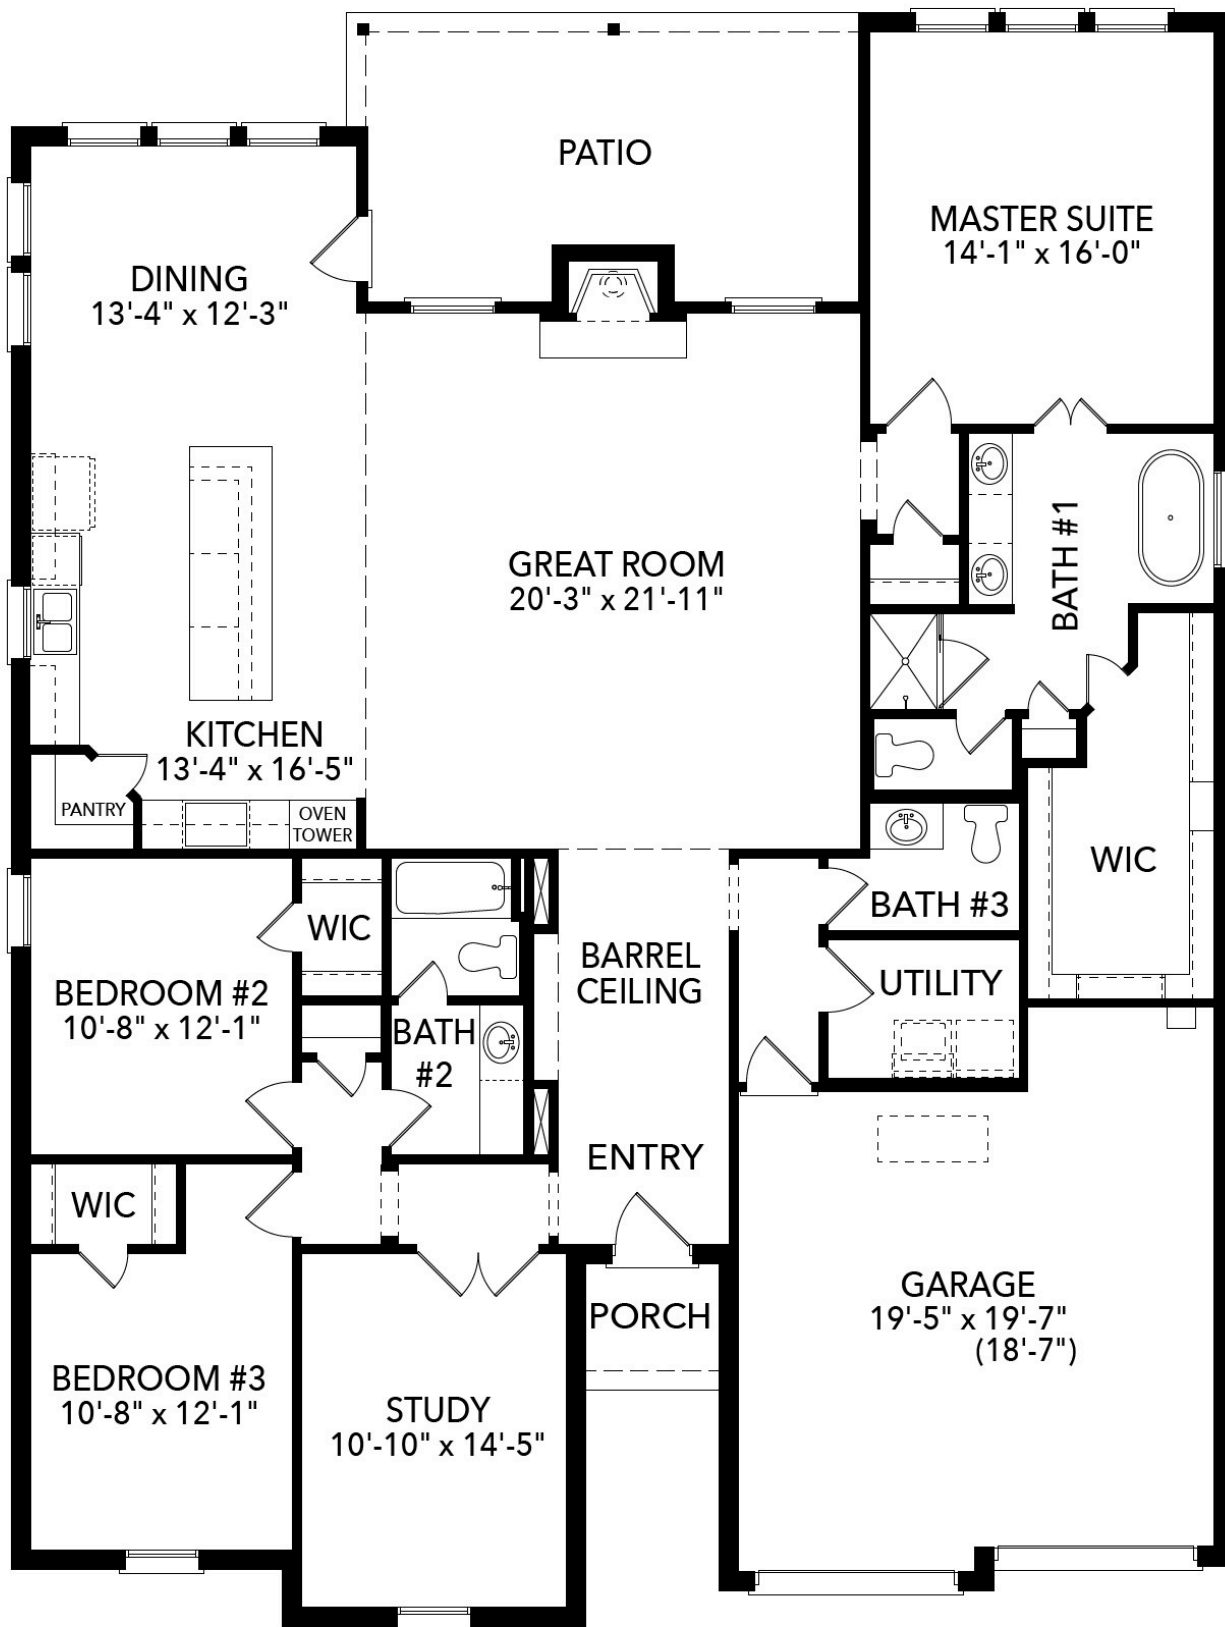 PATIO
MASTER SUITE
14'-1" x 16'-0"
DINING
13'-4" x 12'-3"
GREAT ROOM
20'-3" x 21'-11"
BATH #1
KITCHEN
13'-4" x 16'-5"
PANTRY
OVEN
TOWER
WIC
BATH #3
WIC
BARREL
CEILING
UTILITY
BEDROOM #2
10'-8" x 12'-1"
BATH
#2
ENTRY
WIC
GARAGE
19'-5" x 19'-7"
(18'-7")
PORCH
BEDROOM #3
10'-8" x 12'-1"
STUDY
10'-10" x 14'-5"